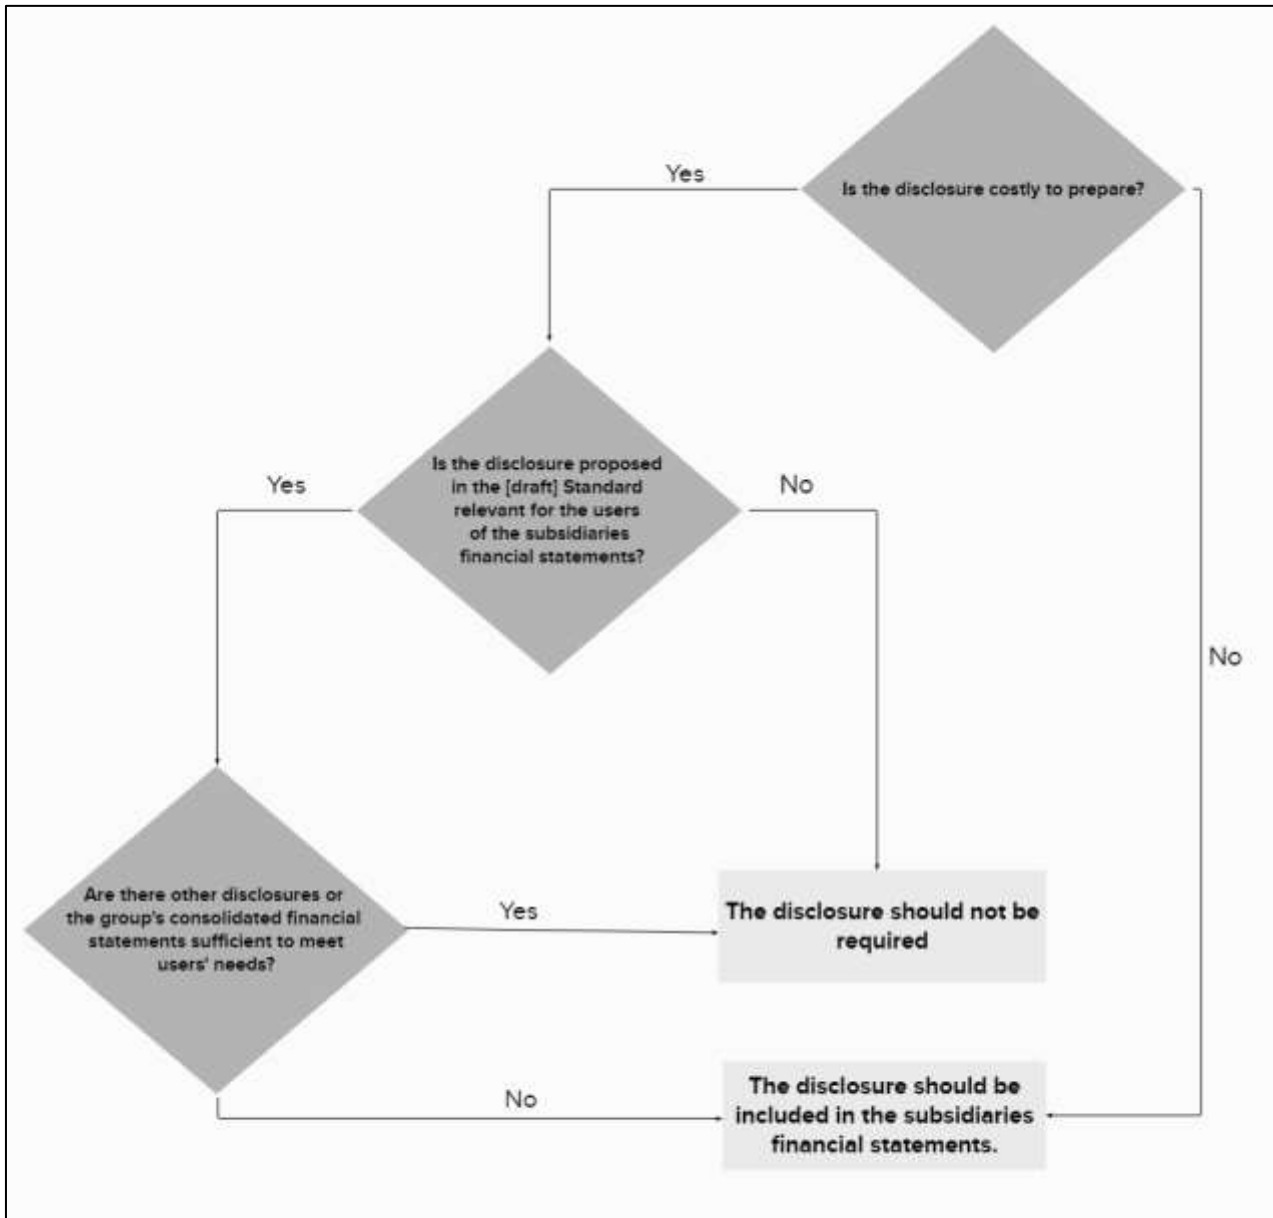 Yes
Is the disclosure costly to prepare?
Is the disclosure proposed
in the [draft] Standard
relevant for the users
of the subsidiaries
financial statements?
Yes
No
No
Are there other disclosures or
the group's consolidated financial
statements sufficient to meet
users' needs?
Yes
The disclosure should not be
required
No
The disclosure should be
included in the subsidiaries
financial statements.